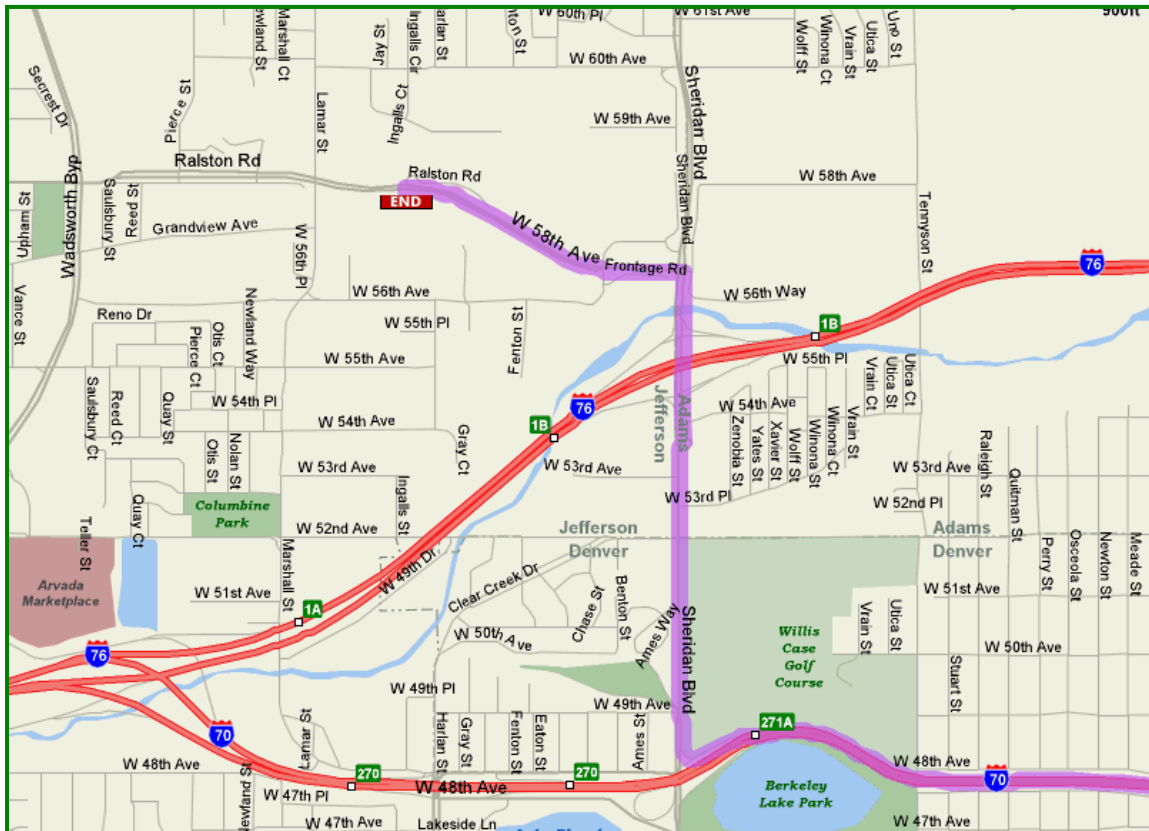 W 60th Pl
W 61st Ave
900ft
Newland St
Marshall Ct
Jay St
Ingalls Cir
Harlan St
Wolff St
Winona Ct
Vrain St
Utica St
Uno St
W 60th Ave
Secrest Dr
Pierce St
Lamar St
Ingalls Ct
W 59th Ave
Sheridan Blvd
Wadsworth Byp
Ralston Rd
Ralston Rd
Sheridan Blvd
W 58th Ave
END
Upham St
Saulsbury St
Reed St
Grandview Ave
W 56th Pl
W 58th Ave
Frontage Rd
Tennyson St
76
Vance St
W 56th Ave
W 56th Way
Reno Dr
Newland Way
W 55th Pl
Fenton St
1B
Otis Ct
Pierce Ct
W 55th Ave
W 55th Pl
Saulsbury Ct
Reed Ct
Quay St
W 54th Pl
76
Jefferson
Adams
W 54th Ave
Vrain Ct
Utica St
Utica Ct
W 54th Ave
1B
Zenobia St
Yates St
Xavier St
Wolff St
Winona St
Winona Ct
Vrain St
Otis St
Nolan St
Gray Ct
W 53rd Ave
W 53rd Ave
W 53rd Ave
Raleigh St
Quitman St
Quay Ct
Columbine
Park
Ingalls St
W 53rd Pl
W 52nd Pl
Teller St
W 52nd Ave
Jefferson
Denver
Adams
Denver
Perry St
Osceola St
Newton St
Meade St
Arvada
Marketplace
Marshall St
W 49th Dr
W 51st Ave
Clear Creek Dr
Chase St
Benton St
W 51st Ave
1A
W 50th Ave
Ames Way
Sheridan Blvd
Willis
Case
Golf
Course
Vrain St
Utica St
W 50th Ave
76
W 49th Pl
Stuart St
Lamar St
70
W 49th Ave
271A
Harlan St
Gray St
Fenton St
Eaton St
Ames St
W 48th Ave
270
270
W 48th Ave
W 48th Ave
70
Newland St
W 47th Pl
Berkeley
Lake Park
W 47th Ave
Lakeside Ln
W 47th Ave